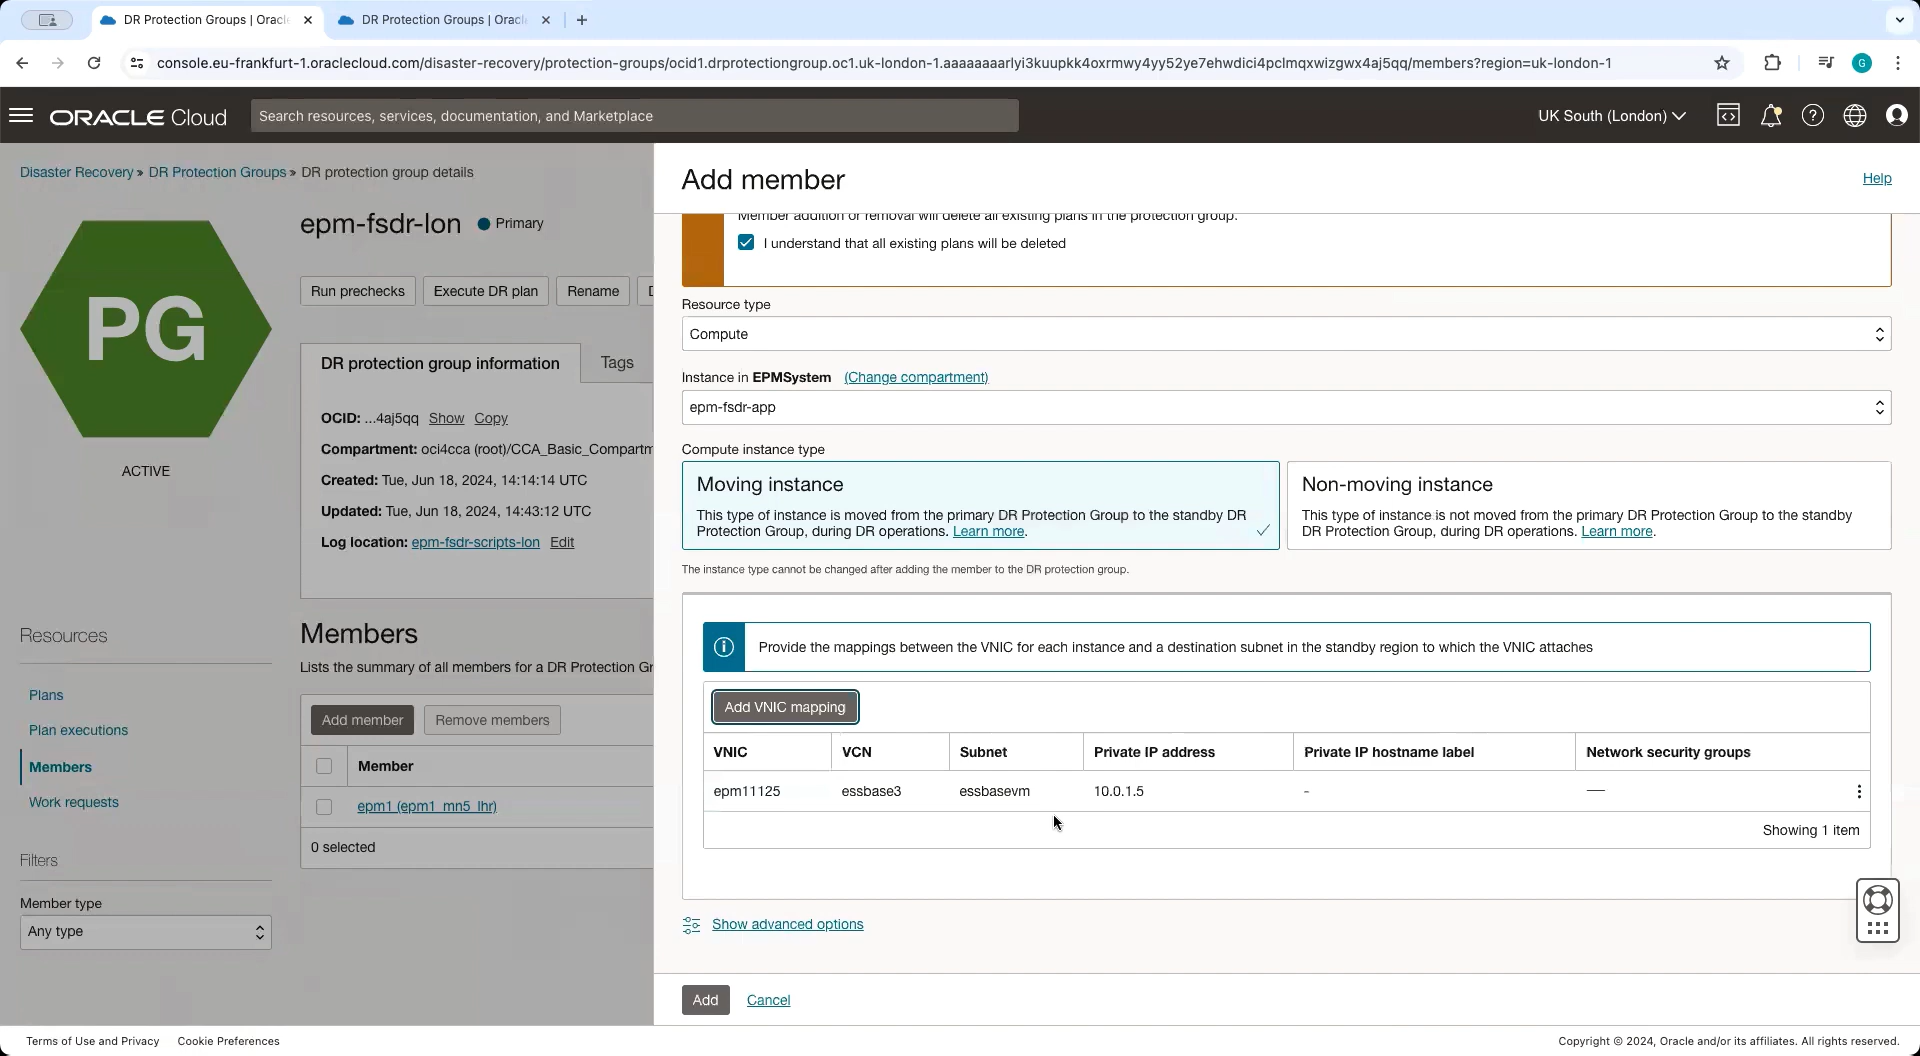 DR Protection Groups | Oracle
DR Protection Groups | Oracl
console.eu-frankfurt-1.oraclecloud.com/disaster-recovery/protection-groups/ocid1.drprotectiongroup.oc1.uk-london-1.aaaaaaaarlyi3kuupkk4oxrmwy4yy52ye7ehwdici4pclmqxwizgwx4aj5qq/members?region=uk-london-1
G
ORACLE Cloud
Search resources, services, documentation, and Marketplace
UK South (London)
Disaster Recovery » DR Protection Groups » DR protection group details
PG
ACTIVE
epm-fsdr-lon
Primary
Run prechecks
Execute DR plan
Rename
D
DR protection group information
Tags
OCID: ...4aj5qq Show Copy
Compartment: oci4cca (root)/CCA_Basic_Compartm
Created: Tue, Jun 18, 2024, 14:14:14 UTC
Updated: Tue, Jun 18, 2024, 14:43:12 UTC
Log location: epm-fsdr-scripts-lon Edit
Resources
Plans
Plan executions
Members
Work requests
Filters
Member type
Any type
Members
Lists the summary of all members for a DR Protection Gr
Add member
Remove members
Member
epm1 (epm1_mn5_lhr)
0 selected
Add member
Help
Member addition or removal will delete all existing plans in the protection group.
I understand that all existing plans will be deleted
Resource type
Compute
Instance in EPMSystem (Change compartment)
epm-fsdr-app
Compute instance type
Moving instance
This type of instance is moved from the primary DR Protection Group to the standby DR
Protection Group, during DR operations. Learn more.
Non-moving instance
This type of instance is not moved from the primary DR Protection Group to the standby
DR Protection Group, during DR operations. Learn more.
The instance type cannot be changed after adding the member to the DR protection group.
Provide the mappings between the VNIC for each instance and a destination subnet in the standby region to which the VNIC attaches
Add VNIC mapping
VNIC VCN Subnet Private IP address Private IP hostname label Network security groups
epm11125 essbase3 essbasevm 10.0.1.5 - —
Showing 1 item
Show advanced options
Add
Cancel
Terms of Use and Privacy
Cookie Preferences
Copyright © 2024, Oracle and/or its affiliates. All rights reserved.